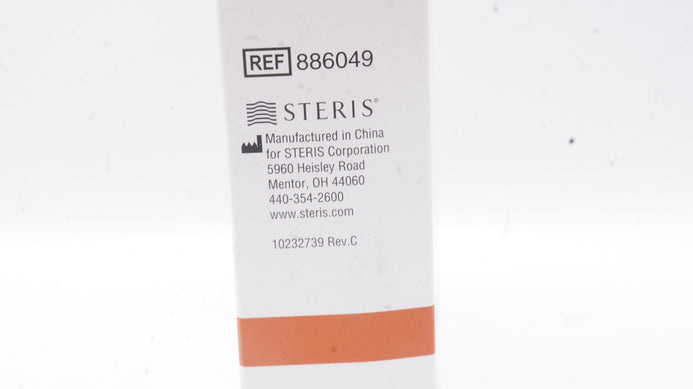 REF 886049
STERIS®
Manufactured in China
for STERIS Corporation
5960 Heisley Road
Mentor, OH 44060
440-354-2600
www.steris.com
10232739 Rev.C